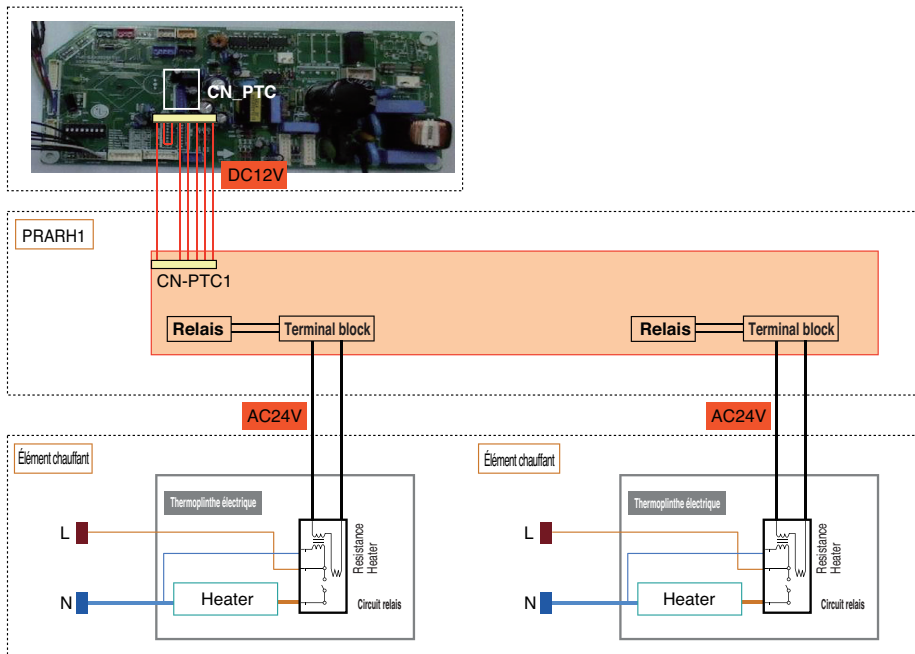 CN_PTC
DC12V
PRARH1
CN-PTC1
Relais
Terminal block
Relais
Terminal block
AC24V
AC24V
Élément chauffant
Élément chauffant
Thermoplinthe électrique
Thermoplinthe électrique
L
L
Resistance
Heater
Resistance
Heater
N
Heater
Circuit relais
N
Heater
Circuit relais